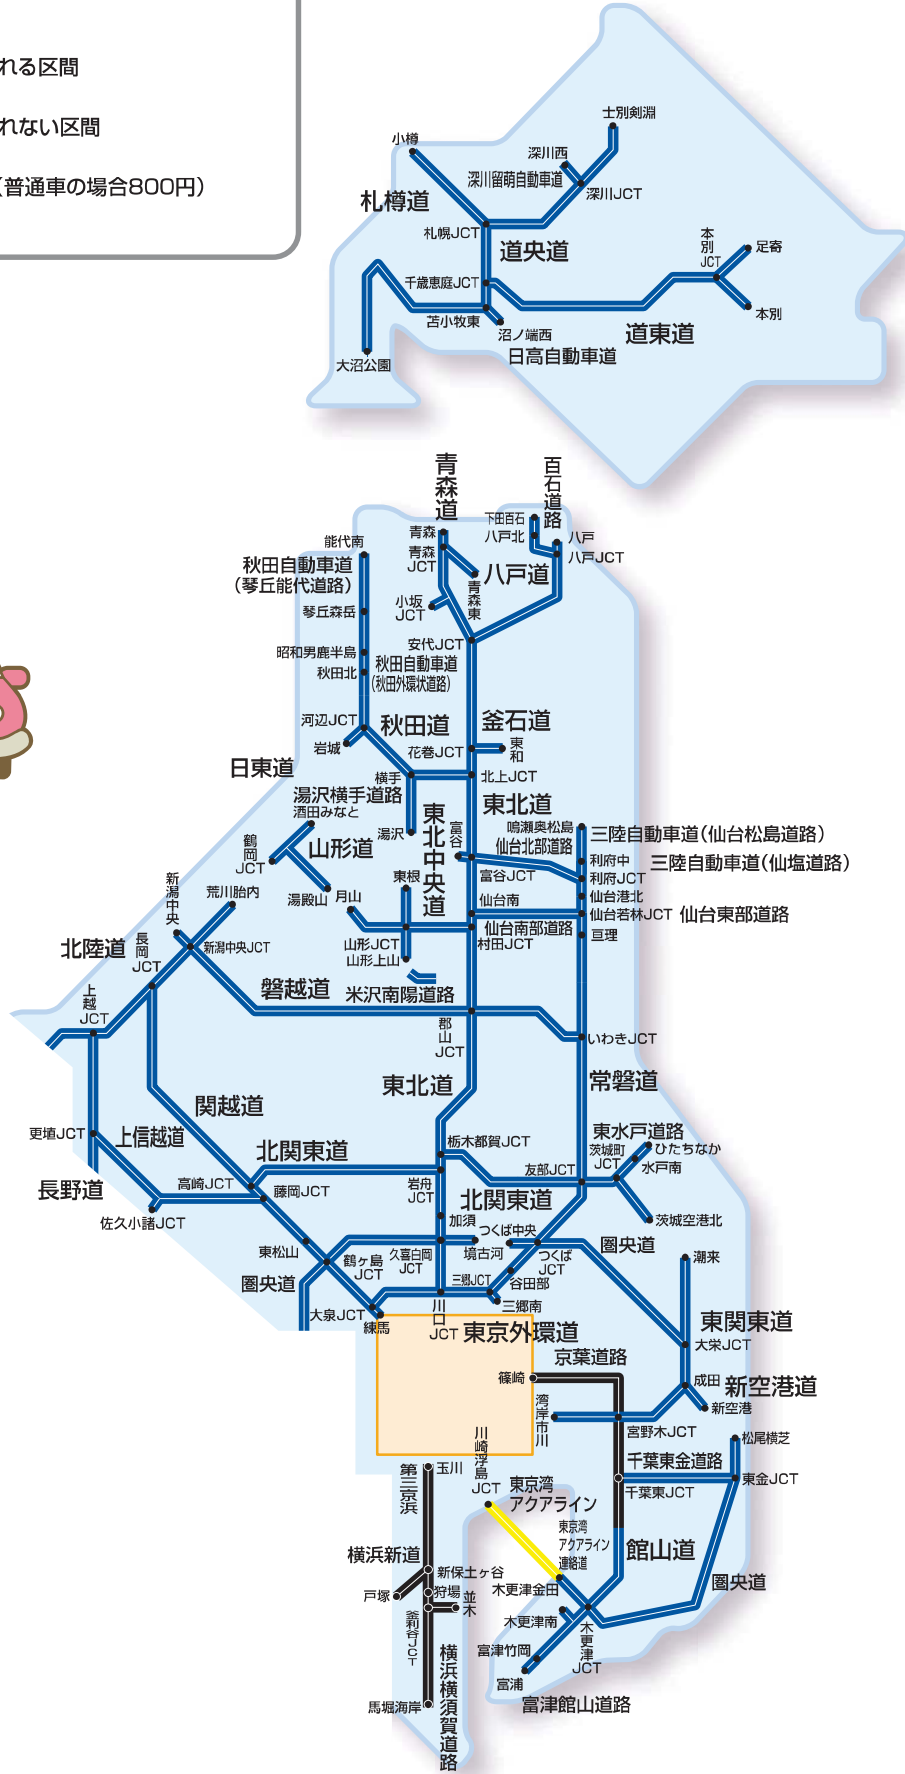 れる区間
れない区間
(普通車の場合800円)
士別剣淵
小樽
深川西
深川留萌自動車道
深川JCT
札樽道
札幌JCT
道央道
本別JCT
足寄
千歳恵庭JCT
苫小牧東
沼ノ端西
日高自動車道
道東道
本別
大沼公園
青森道
百石道路
下田百石
八戸北
八戸
八戸JCT
八戸道
青森
青森JCT
青森東
能代南
秋田自動車道
(琴丘能代道路)
小坂JCT
琴丘森岳
安代JCT
昭和男鹿半島
秋田北
秋田自動車道
(秋田外環状道路)
河辺JCT
秋田道
釜石道
岩城
花巻JCT
東和
日東道
横手
北上JCT
湯沢横手道路
酒田みなと
東北道
湯沢
東北中央道
富谷
鳴瀬奥松島
仙台北部道路
三陸自動車道(仙台松島道路)
利府中
三陸自動車道(仙塩道路)
鶴岡JCT
山形道
富谷JCT
利府JCT
湯殿山
月山
東根
仙台港北
仙台南
仙台若林JCT
仙台東部道路
新潟中央
荒川胎内
仙台南部道路
亘理
北陸道
長岡JCT
新潟中央JCT
山形JCT
村田JCT
山形上山
磐越道
米沢南陽道路
上越JCT
郡山JCT
いわきJCT
東北道
常磐道
関越道
更埴JCT
上信越道
北関東道
栃木都賀JCT
東水戸道路
茨城町JCT
ひたちなか
水戸南
友部JCT
長野道
高崎JCT
藤岡JCT
岩舟JCT
北関東道
佐久小諸JCT
加須
茨城空港北
東松山
つくば中央
圏央道
鶴ヶ島JCT
久喜白岡JCT
境古河
つくばJCT
潮来
圏央道
三郷JCT
谷田部
大泉JCT
三郷南
練馬
川口JCT
東京外環道
東関東道
大栄JCT
京葉道路
篠崎
成田
新空港道
新空港
湾岸市川
宮野木JCT
川崎浮島JCT
松尾横芝
千葉東金道路
東金JCT
千葉東JCT
第三京浜
玉川
東京湾
アクアライン
東京湾
アクアライン
連絡道
館山道
横浜新道
新保土ヶ谷
木更津金田
圏央道
戸塚
狩場
並木
木更津南
釜利谷JCT
木更津JCT
富津竹岡
横浜横須賀道路
富浦
馬堀海岸
富津館山道路